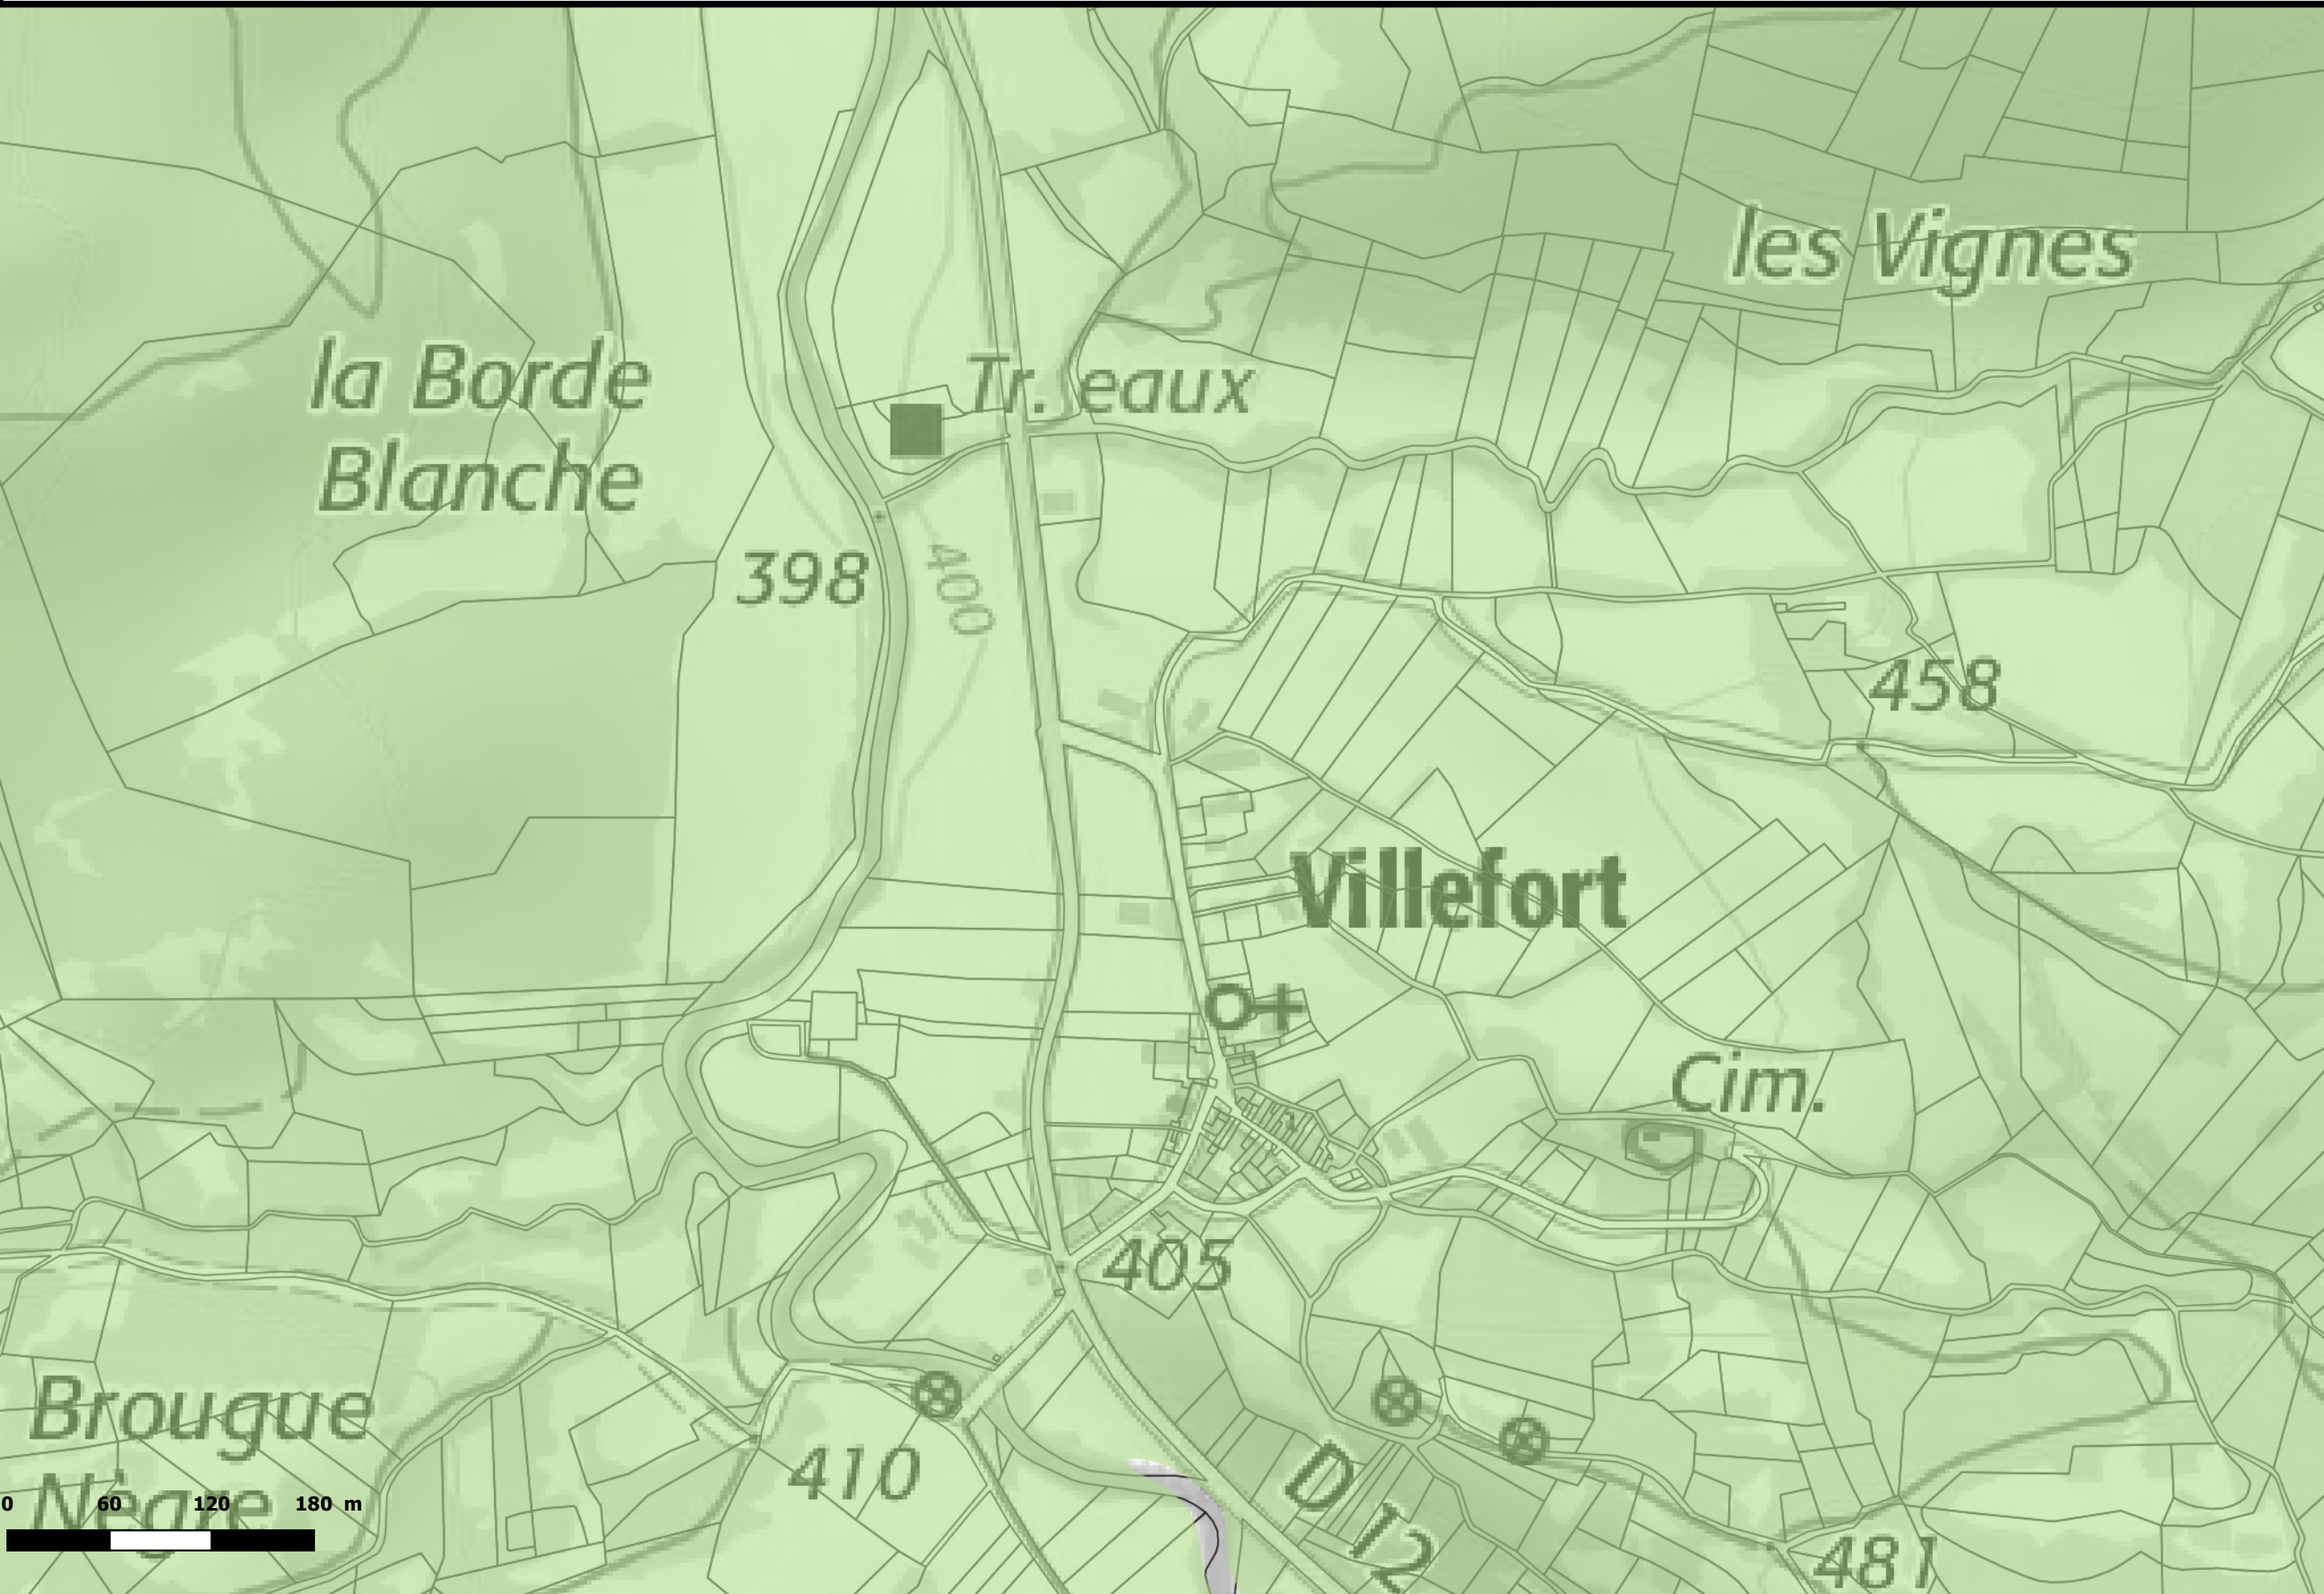 les Vignes
la Borde
Blanche
Tr. eaux
398
400
458
Villefort
Cim.
405
Brougue
Nègre
410
D 12
481
0 60 120 180 m